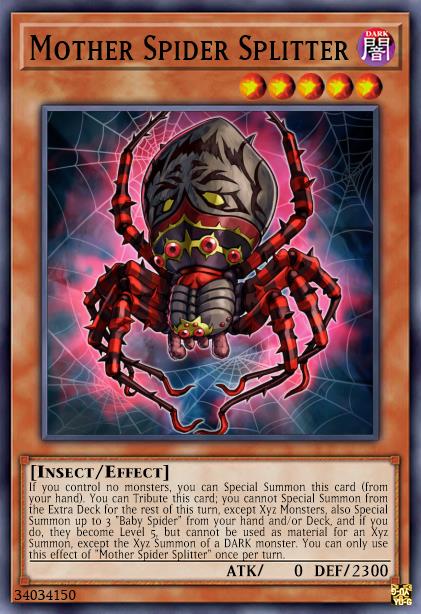 Mother Spider Splitter
DARK
闇
[Insect/Effect]
If you control no monsters, you can Special Summon this card (from
your hand). You can Tribute this card; you cannot Special Summon from
the Extra Deck for the rest of this turn, except Xyz Monsters, also Special
Summon up to 3 "Baby Spider" from your hand and/or Deck, and if you
do, they become Level 5, but cannot be used as material for an Xyz
Summon, except the Xyz Summon of a DARK monster. You can only use
this effect of "Mother Spider Splitter" once per turn.
ATK/ 0 DEF/2300
34034150